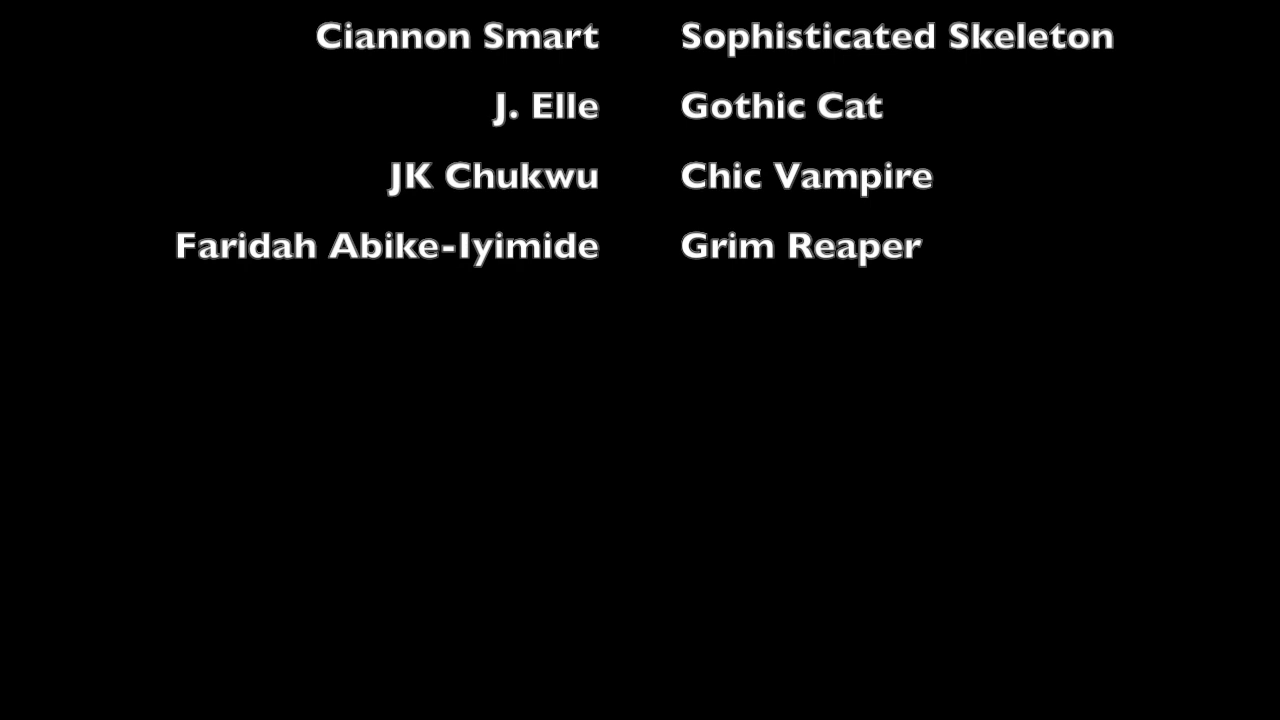 Ciannon Smart Sophisticated Skeleton
J. Elle Gothic Cat
JK Chukwu Chic Vampire
Faridah Abike-Iyimide Grim Reaper